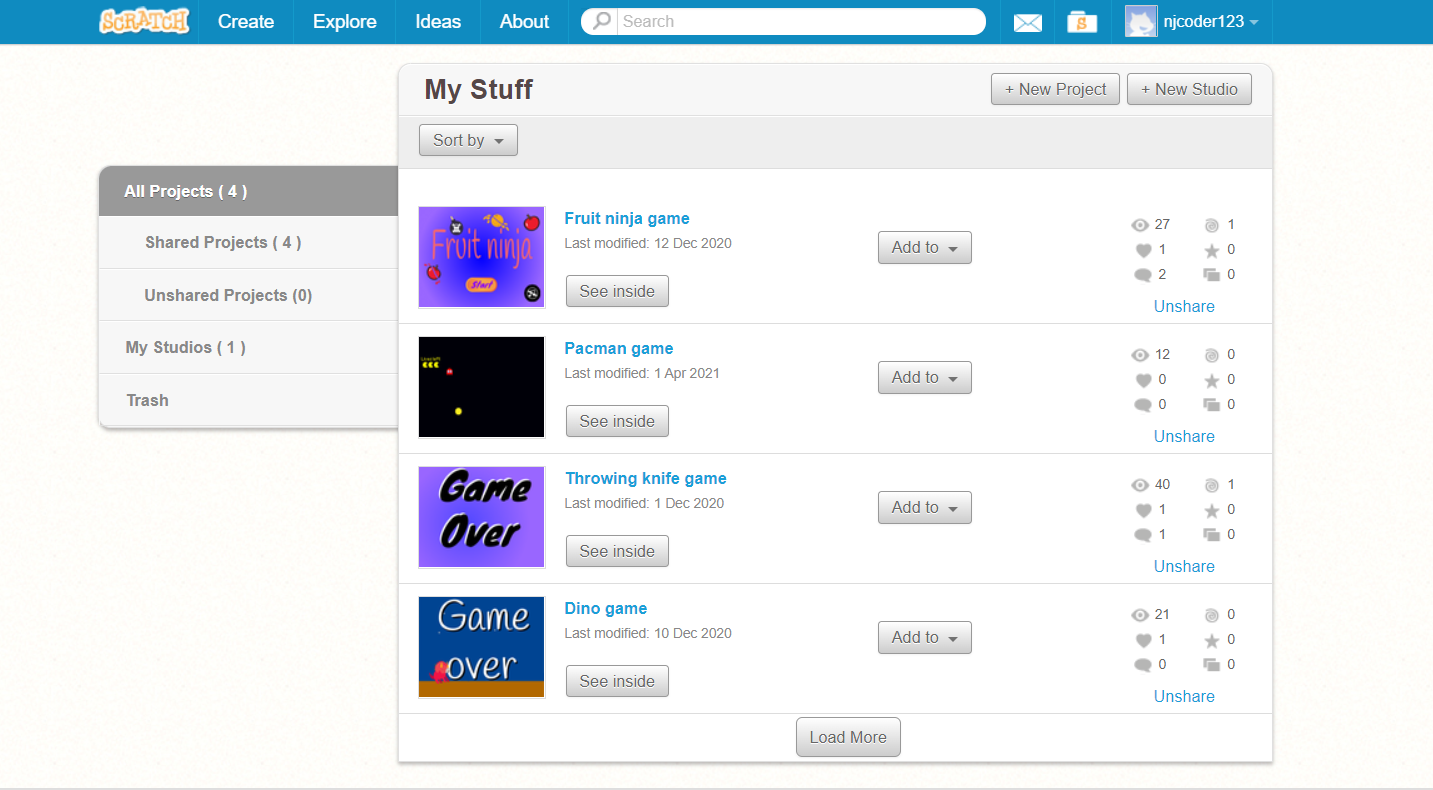 SCRATCH Create Explore Ideas About Search njcoder123
My Stuff + New Project + New Studio
Sort by
All Projects ( 4 )
Shared Projects ( 4 )
Unshared Projects (0)
My Studios ( 1 )
Trash
Fruit ninja
Start
Fruit ninja game
Last modified: 12 Dec 2020
See inside
Add to
27 1
1 0
2 0
Unshare
Pacman game
Last modified: 1 Apr 2021
See inside
Add to
12 0
0 0
0 0
Unshare
Game
Over
Throwing knife game
Last modified: 1 Dec 2020
See inside
Add to
40 1
1 0
1 0
Unshare
Game
over
Dino game
Last modified: 10 Dec 2020
See inside
Add to
21 0
1 0
0 0
Unshare
Load More